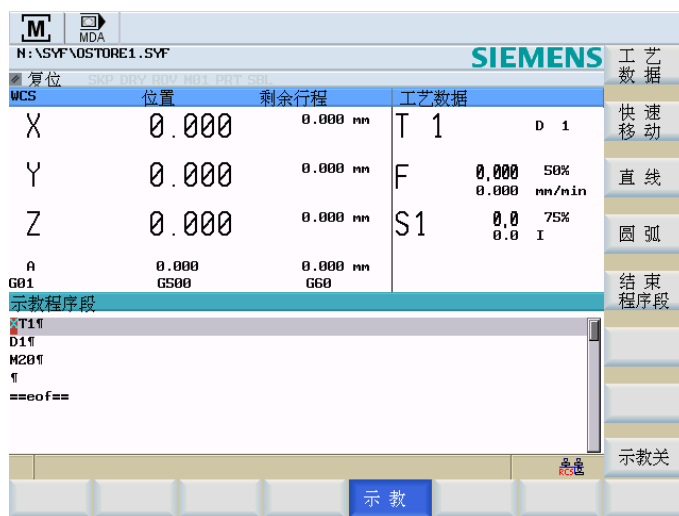 M
MDA
N:\SYF\OSTORE1.SYF
SIEMENS
复位 SKP DRY ROV M01 PRT SBL
WCS 位置 剩余行程 工艺数据
X 0.000 0.000 mm T 1 D 1
Y 0.000 0.000 mm F 0,000 50%
0.000 mm/min
Z 0.000 0.000 mm S1 0,0 75%
0.0 I
A 0.000 0.000 mm
G01 G500 G60
示教程序段
T1¶
D1¶
M20¶
¶
==eof==
RCS
示 教
工 艺
数 据
快 速
移 动
直 线
圆 弧
结 束
程序段
示教关